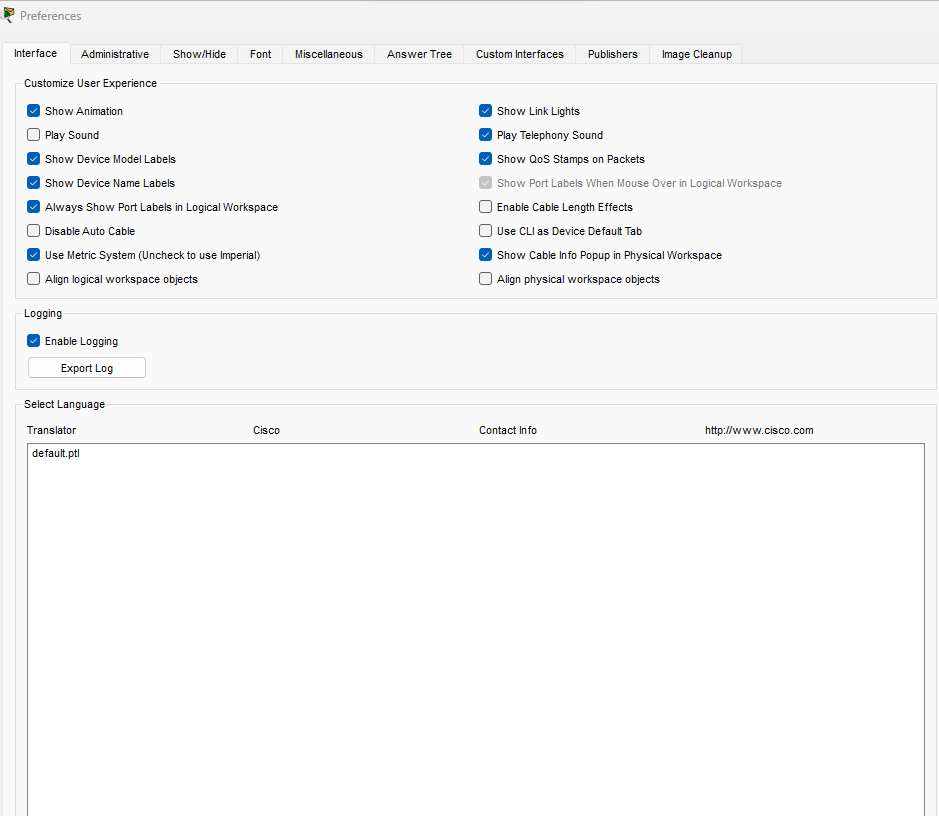 Preferences
Interface Administrative Show/Hide Font Miscellaneous Answer Tree Custom Interfaces Publishers Image Cleanup
Customize User Experience
Show Animation Show Link Lights
Play Sound Play Telephony Sound
Show Device Model Labels Show QoS Stamps on Packets
Show Device Name Labels Show Port Labels When Mouse Over in Logical Workspace
Always Show Port Labels in Logical Workspace Enable Cable Length Effects
Disable Auto Cable Use CLI as Device Default Tab
Use Metric System (Uncheck to use Imperial) Show Cable Info Popup in Physical Workspace
Align logical workspace objects Align physical workspace objects
Logging
Enable Logging
Export Log
Select Language
Translator Cisco Contact Info http://www.cisco.com
default.ptl